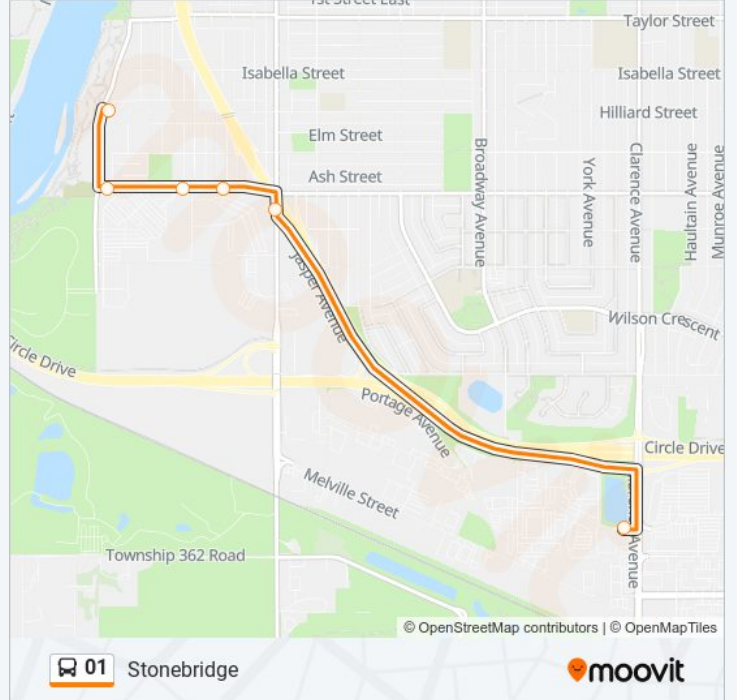 1st Street East
Taylor Street
Isabella Street
Isabella Street
Hilliard Street
Elm Street
Ash Street
Broadway Avenue
York Avenue
Clarence Avenue
Haultain Avenue
Munroe Avenue
Jasper Avenue
Wilson Crescent
Circle Drive
Portage Avenue
Circle Drive
Melville Street
Avenue
Township 362 Road
© OpenStreetMap contributors | © OpenMapTiles
01 Stonebridge
moovit